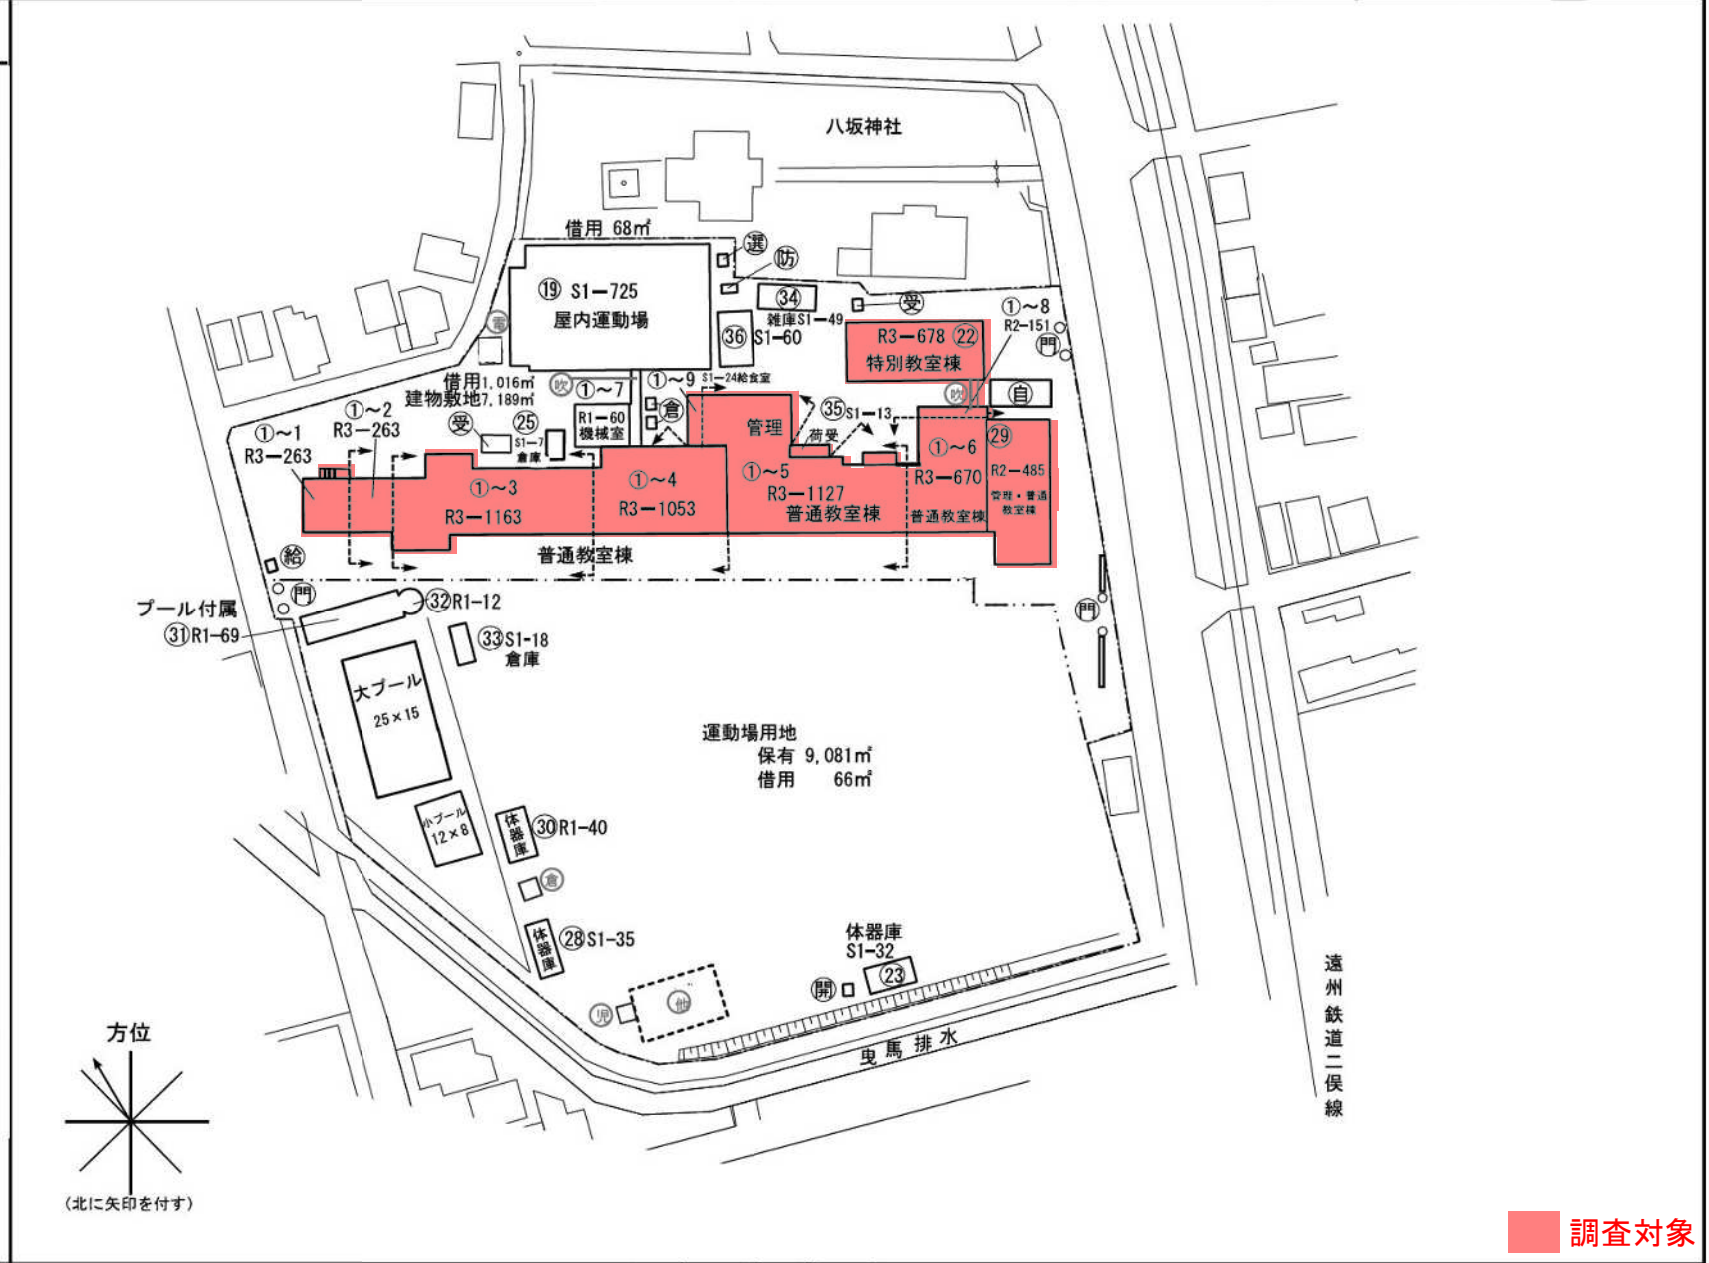 八坂神社
借用 68㎡
選
防
⑲ S1－725
屋内運動場
㉞
雑庫S1－49
受
①～8
R2－151
門
電
㊱ S1－60
R3－678 ㉒
特別教室棟
借用1,016㎡
建物敷地7,189㎡
吹
①～7
①～9
S1－24給食室
吹
自
①～2
R3－263
受
㉕
S1－7
倉庫
R1－60
機械室
倉
管理
㉟ S1－13
荷受
①～1
R3－263
①～3
R3－1163
①～4
R3－1053
①～5
R3－1127
普通教室棟
①～6
R3－670
普通教室棟
㉙
R2－485
管理・普通
教室棟
普通教室棟
給
門
プール付属
㉛R1－69
㉜R1－12
㉝S1－18
倉庫
門
大プール
25×15
小プール
12×8
運動場用地
保有 9,081㎡
借用 66㎡
体器庫
㉚R1－40
倉
体器庫
㉘S1－35
体器庫
S1－32
㉓
開
児
他
曳馬排水
遠州鉄道二俣線
方位
(北に矢印を付す)
調査対象